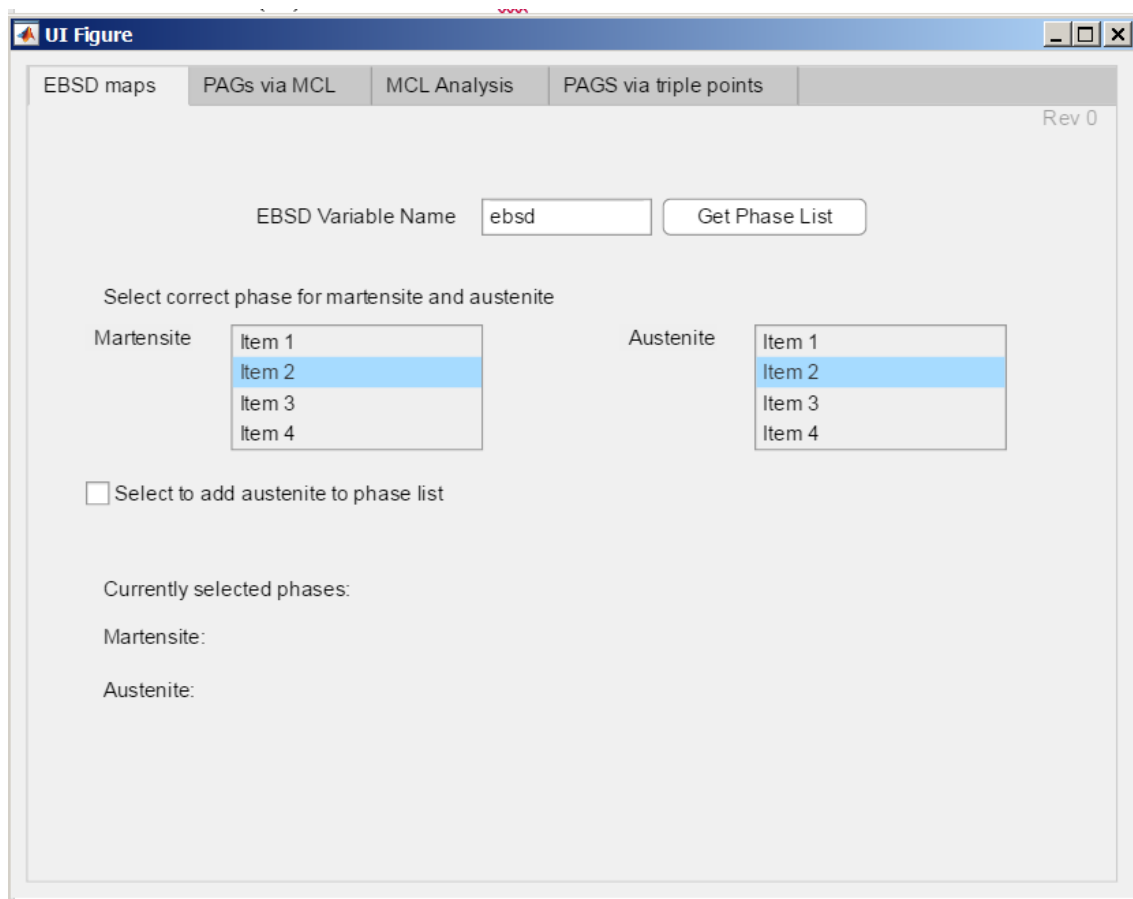 UI Figure
EBSD maps PAGs via MCL MCL Analysis PAGS via triple points
Rev 0
EBSD Variable Name ebsd Get Phase List
Select correct phase for martensite and austenite
Martensite Item 1 Austenite Item 1
Item 2 Item 2
Item 3 Item 3
Item 4 Item 4
Select to add austenite to phase list
Currently selected phases:
Martensite:
Austenite: